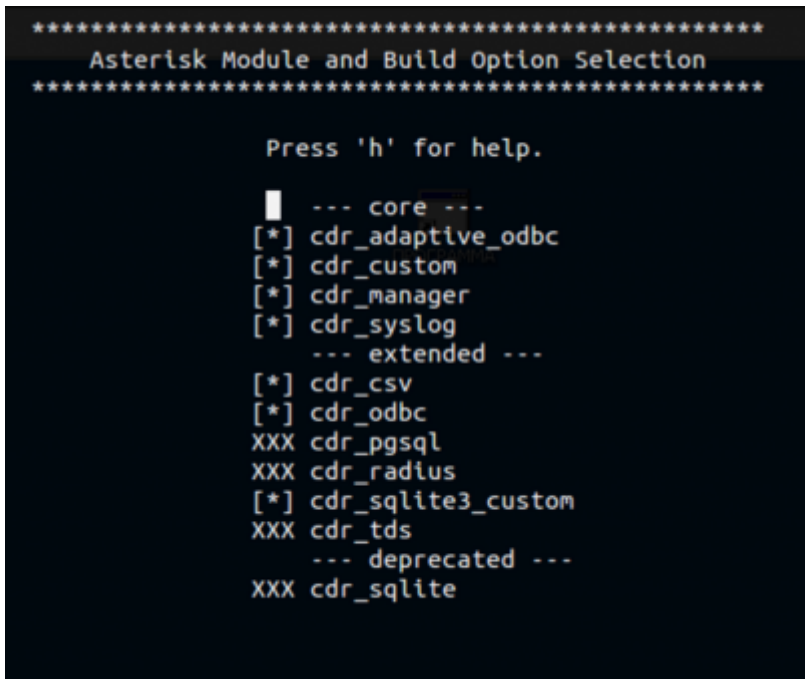 **************************************************
Asterisk Module and Build Option Selection
**************************************************
Press 'h' for help.
--- core ---
[*] cdr_adaptive_odbc
[*] cdr_custom
[*] cdr_manager
[*] cdr_syslog
--- extended ---
[*] cdr_csv
[*] cdr_odbc
XXX cdr_pgsql
XXX cdr_radius
[*] cdr_sqlite3_custom
XXX cdr_tds
--- deprecated ---
XXX cdr_sqlite